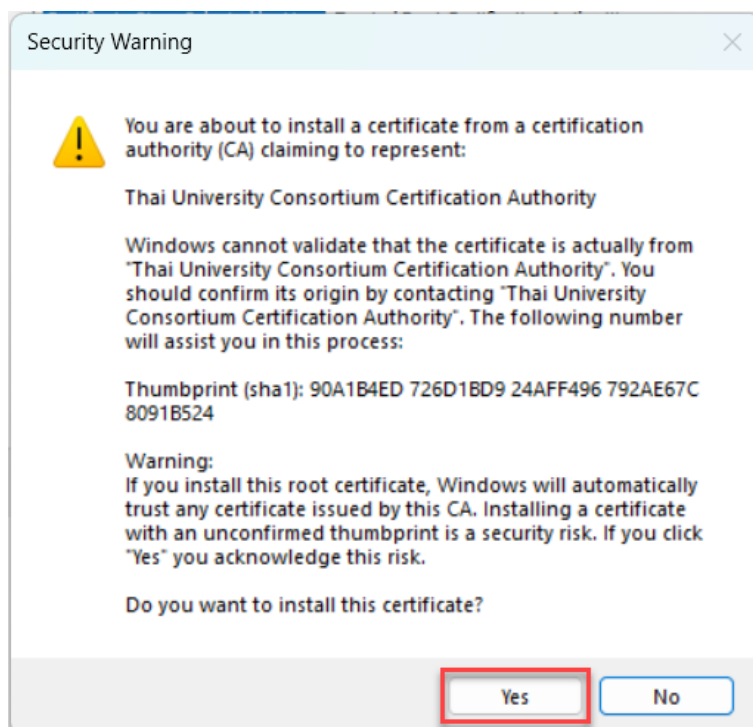 Security Warning
You are about to install a certificate from a certification
authority (CA) claiming to represent:
Thai University Consortium Certification Authority
Windows cannot validate that the certificate is actually from
"Thai University Consortium Certification Authority". You
should confirm its origin by contacting "Thai University
Consortium Certification Authority". The following number
will assist you in this process:
Thumbprint (sha1): 90A1B4ED 726D1BD9 24AFF496 792AE67C
8091B524
Warning:
If you install this root certificate, Windows will automatically
trust any certificate issued by this CA. Installing a certificate
with an unconfirmed thumbprint is a security risk. If you click
"Yes" you acknowledge this risk.
Do you want to install this certificate?
Yes No